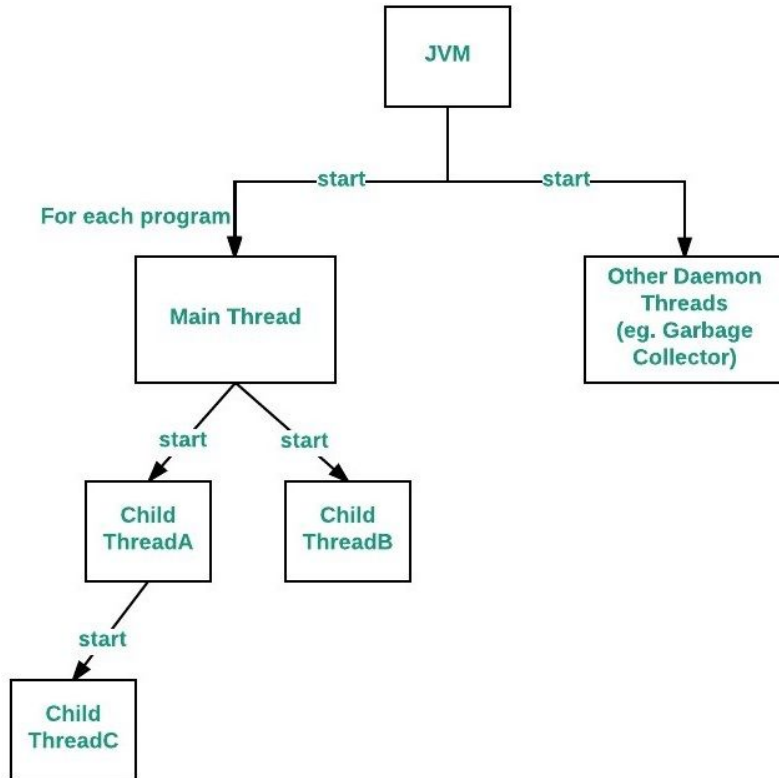 JVM
start
start
For each program
Main Thread
Other Daemon
Threads
(eg. Garbage
Collector)
start
start
Child
ThreadA
Child
ThreadB
start
Child
ThreadC